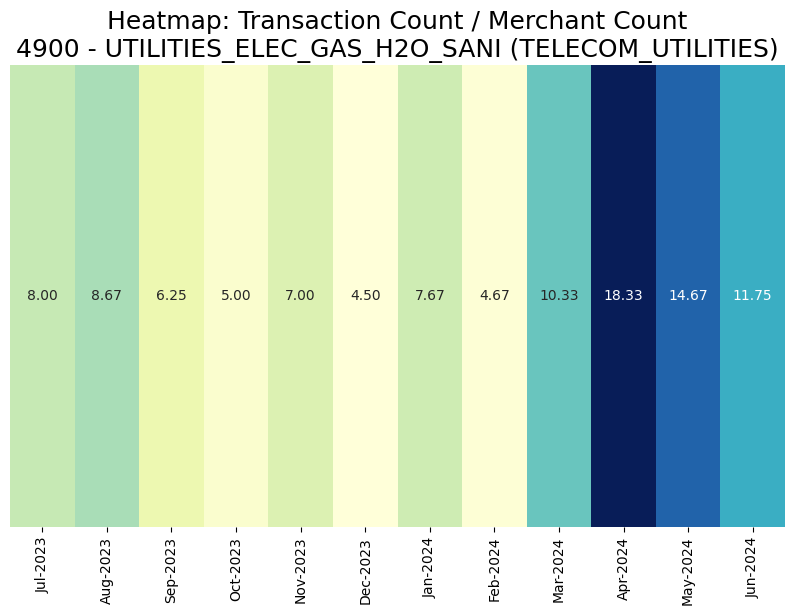 Heatmap: Transaction Count / Merchant Count
4900 - UTILITIES_ELEC_GAS_H2O_SANI (TELECOM_UTILITIES)
8.00 8.67 6.25 5.00 7.00 4.50 7.67 4.67 10.33 18.33 14.67 11.75
Jul-2023 Aug-2023 Sep-2023 Oct-2023 Nov-2023 Dec-2023 Jan-2024 Feb-2024 Mar-2024 Apr-2024 May-2024 Jun-2024